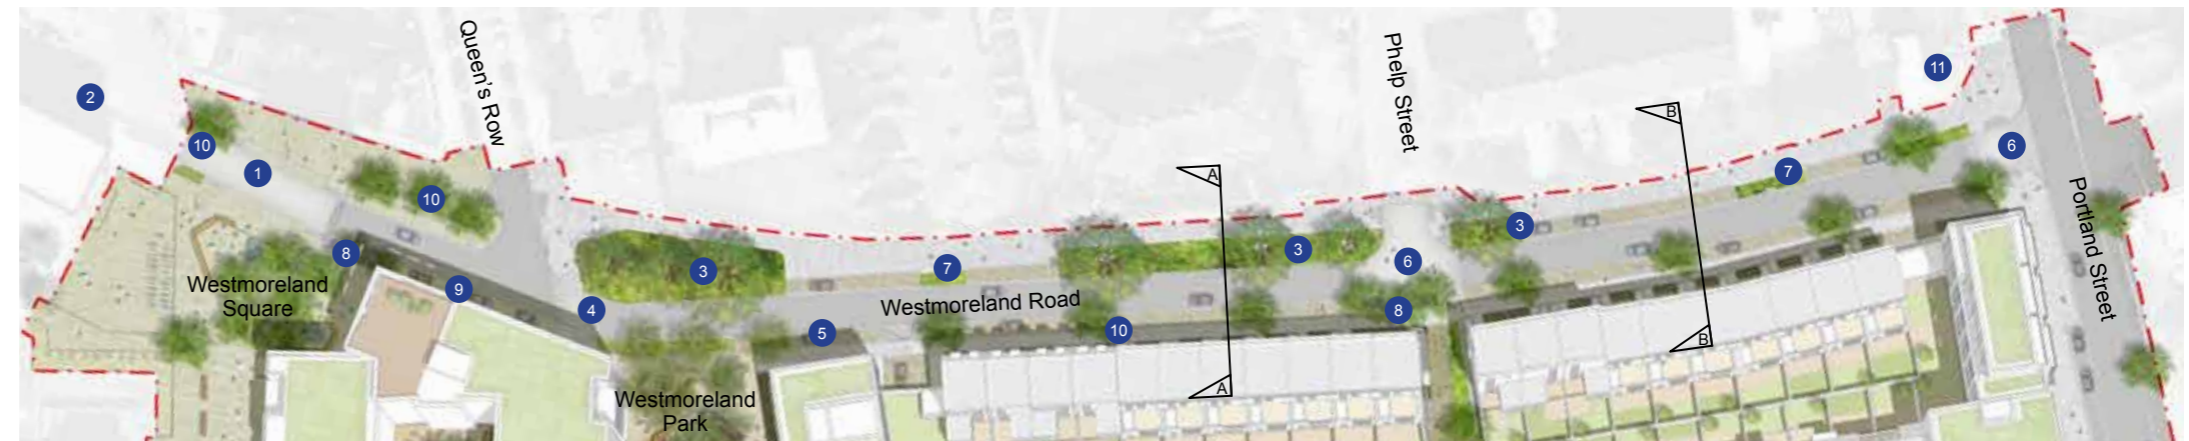 Queen's Row
Phelp Street
11
2
B
10
6
A
7
1
10
3
3
8
Westmoreland
Square
9
3
7
6
Portland Street
4
Westmoreland Road
8
5
10
B
A
Westmoreland
Park